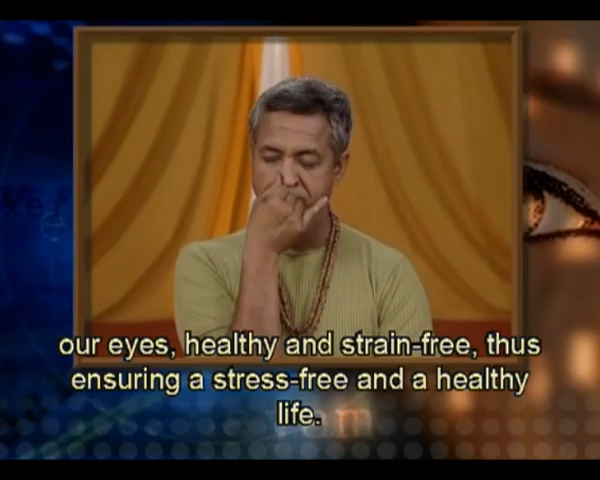 our eyes, healthy and strain-free, thus
ensuring a stress-free and a healthy
life.